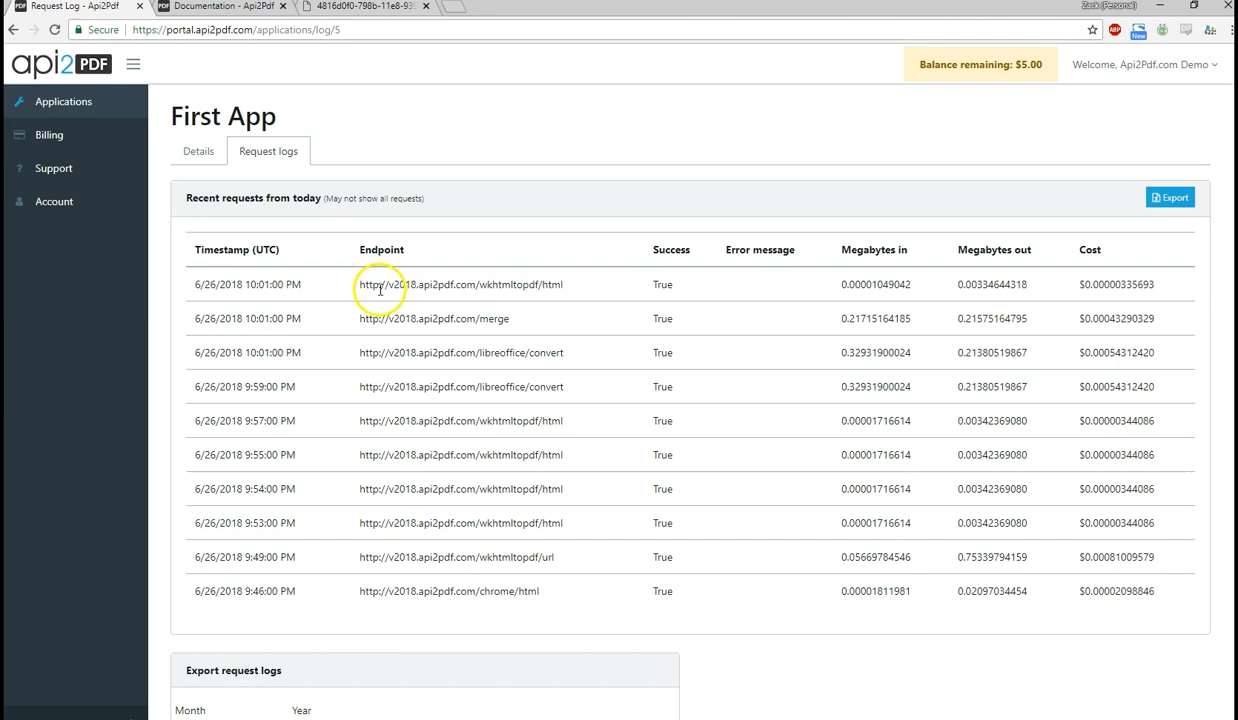 Request Log - Api2Pdf
Documentation - Api2Pdf
4816d0f0-798b-11e8-93
Zack (Personal)
Secure https://portal.api2pdf.com/applications/log/5
ABP
New
api2PDF
Balance remaining: $5.00
Welcome, Api2Pdf.com Demo
Applications
Billing
Support
Account
First App
Details
Request logs
Recent requests from today (May not show all requests)
Export
Timestamp (UTC) Endpoint Success Error message Megabytes in Megabytes out Cost
6/26/2018 10:01:00 PM http://v2018.api2pdf.com/wkhtmltopdf/html True 0.00001049042 0.00334644318 $0.00000335693
6/26/2018 10:01:00 PM http://v2018.api2pdf.com/merge True 0.21715164185 0.21575164795 $0.00043290329
6/26/2018 10:01:00 PM http://v2018.api2pdf.com/libreoffice/convert True 0.32931900024 0.21380519867 $0.00054312420
6/26/2018 9:59:00 PM http://v2018.api2pdf.com/libreoffice/convert True 0.32931900024 0.21380519867 $0.00054312420
6/26/2018 9:57:00 PM http://v2018.api2pdf.com/wkhtmltopdf/html True 0.00001716614 0.00342369080 $0.00000344086
6/26/2018 9:55:00 PM http://v2018.api2pdf.com/wkhtmltopdf/html True 0.00001716614 0.00342369080 $0.00000344086
6/26/2018 9:54:00 PM http://v2018.api2pdf.com/wkhtmltopdf/html True 0.00001716614 0.00342369080 $0.00000344086
6/26/2018 9:53:00 PM http://v2018.api2pdf.com/wkhtmltopdf/html True 0.00001716614 0.00342369080 $0.00000344086
6/26/2018 9:49:00 PM http://v2018.api2pdf.com/wkhtmltopdf/url True 0.05669784546 0.75339794159 $0.00081009579
6/26/2018 9:46:00 PM http://v2018.api2pdf.com/chrome/html True 0.00001811981 0.02097034454 $0.00002098846
Export request logs
Month Year